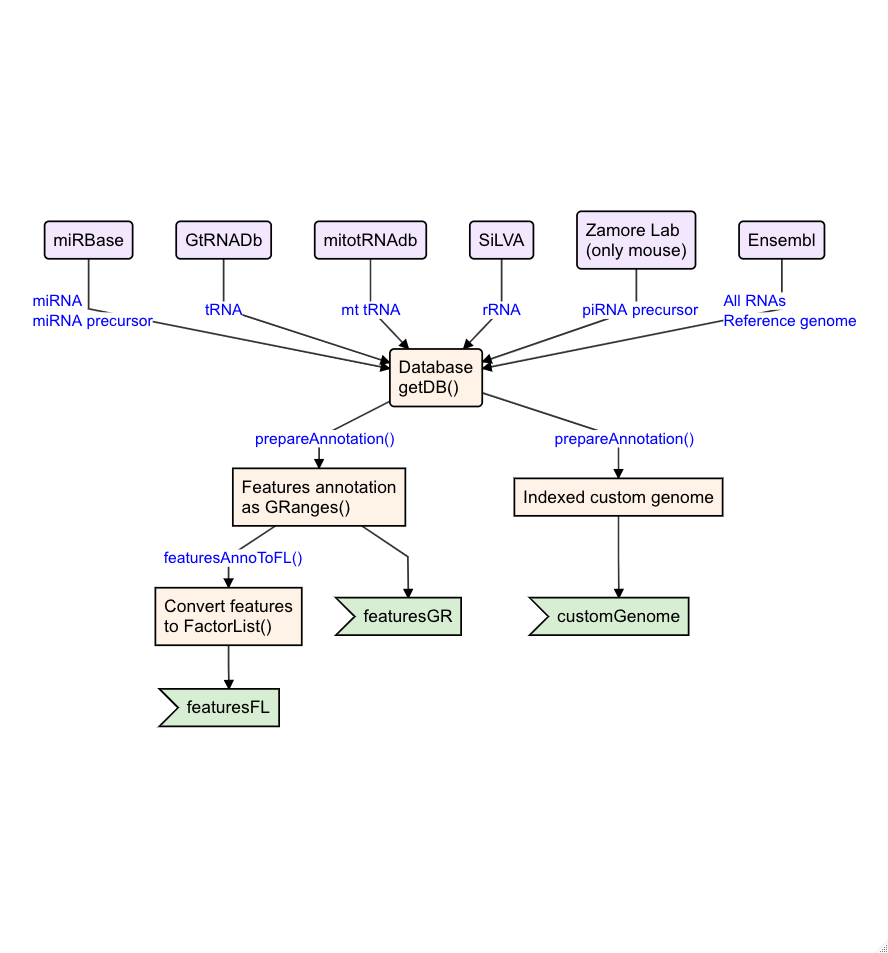 miRBase
GtRNADb
mitotRNAdb
SiLVA
Zamore Lab
(only mouse)
Ensembl
miRNA
miRNA precursor
tRNA
mt tRNA
rRNA
piRNA precursor
All RNAs
Reference genome
Database
getDB()
prepareAnnotation()
prepareAnnotation()
Features annotation
as GRanges()
Indexed custom genome
featuresAnnoToFL()
Convert features
to FactorList()
featuresGR
customGenome
featuresFL